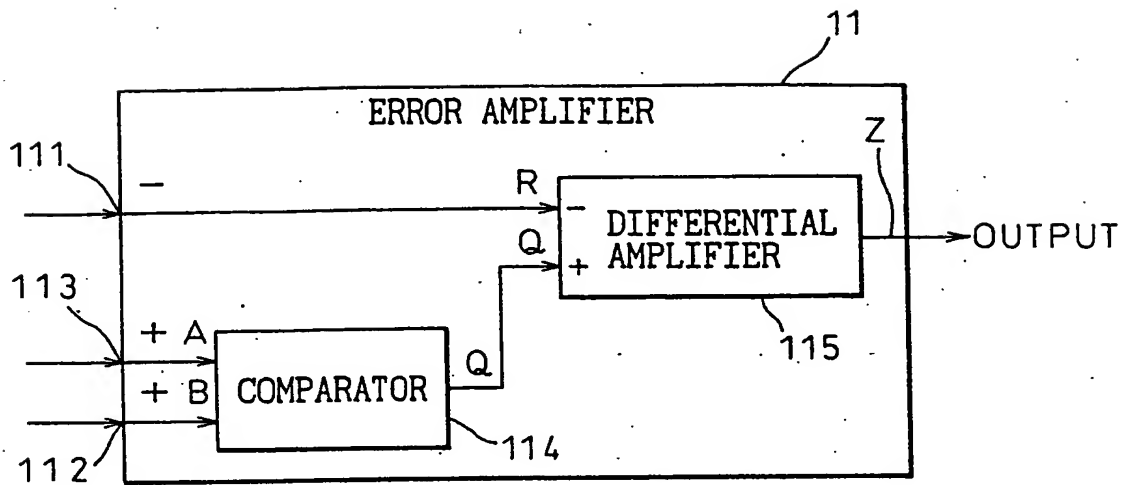 11
ERROR AMPLIFIER
111
−
R
−
Z
DIFFERENTIAL
AMPLIFIER
OUTPUT
Q
+
113
115
+ A
Q
COMPARATOR
+ B
114
112